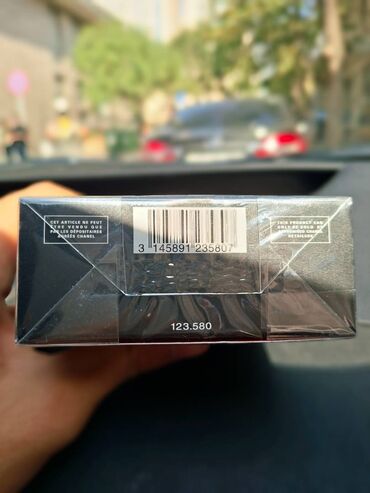 CET ARTICLE NE PEUT
ÊTRE VENDU QUE
PAR LES DÉPOSITAIRES
AGRÉÉS CHANEL
3 145891 235807
THIS PRODUCT CAN
ONLY BE SOLD BY
CHANEL
RETAILERS
123.580